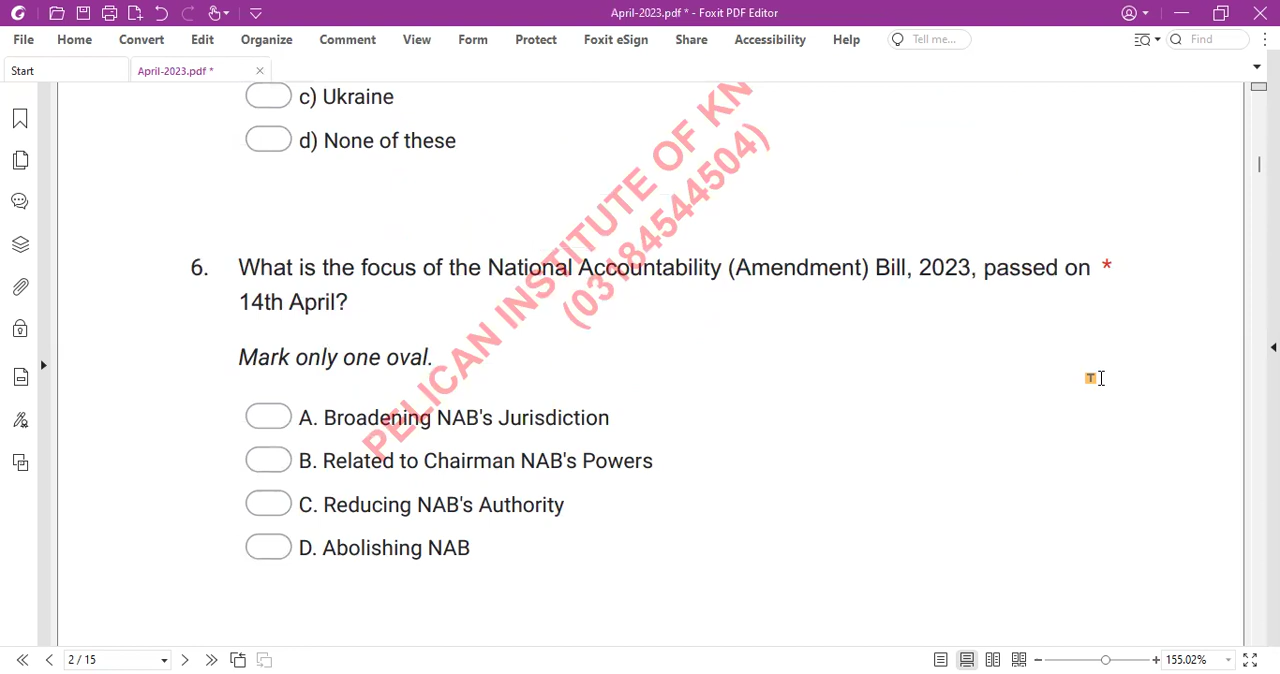 April-2023.pdf * - Foxit PDF Editor
File Home Convert Edit Organize Comment View Form Protect Foxit eSign Share Accessibility Help Tell me... Find
Start April-2023.pdf *
c) Ukraine
d) None of these
PELICAN INSTITUTE OF KN
(03184544504)
6. What is the focus of the National Accountability (Amendment) Bill, 2023, passed on *
14th April?
Mark only one oval.
A. Broadening NAB's Jurisdiction
B. Related to Chairman NAB's Powers
C. Reducing NAB's Authority
D. Abolishing NAB
2 / 15 155.02%